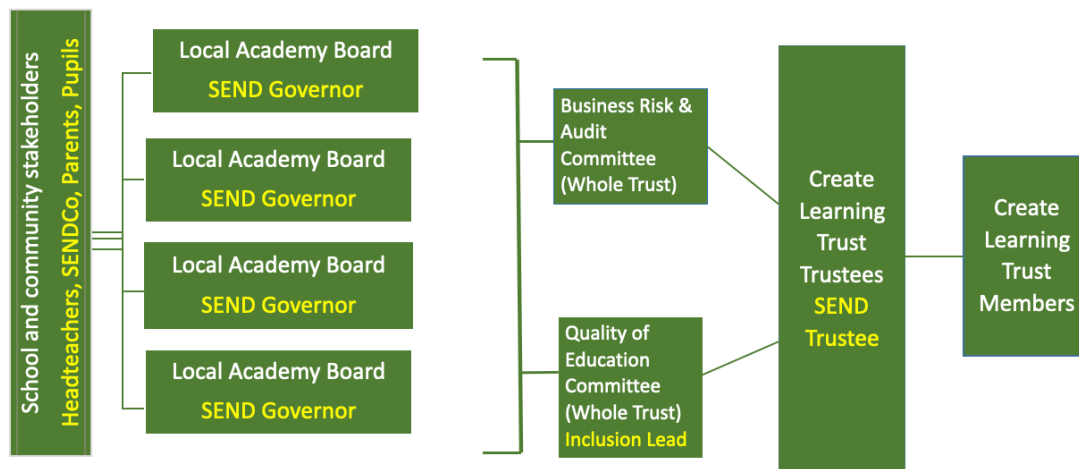 School and community stakeholders
Headteachers, SENDCo, Parents, Pupils
Local Academy Board
SEND Governor
Local Academy Board
SEND Governor
Local Academy Board
SEND Governor
Local Academy Board
SEND Governor
Business Risk &
Audit
Committee
(Whole Trust)
Quality of
Education
Committee
(Whole Trust)
Inclusion Lead
Create
Learning
Trust
Trustees
SEND
Trustee
Create
Learning
Trust
Members